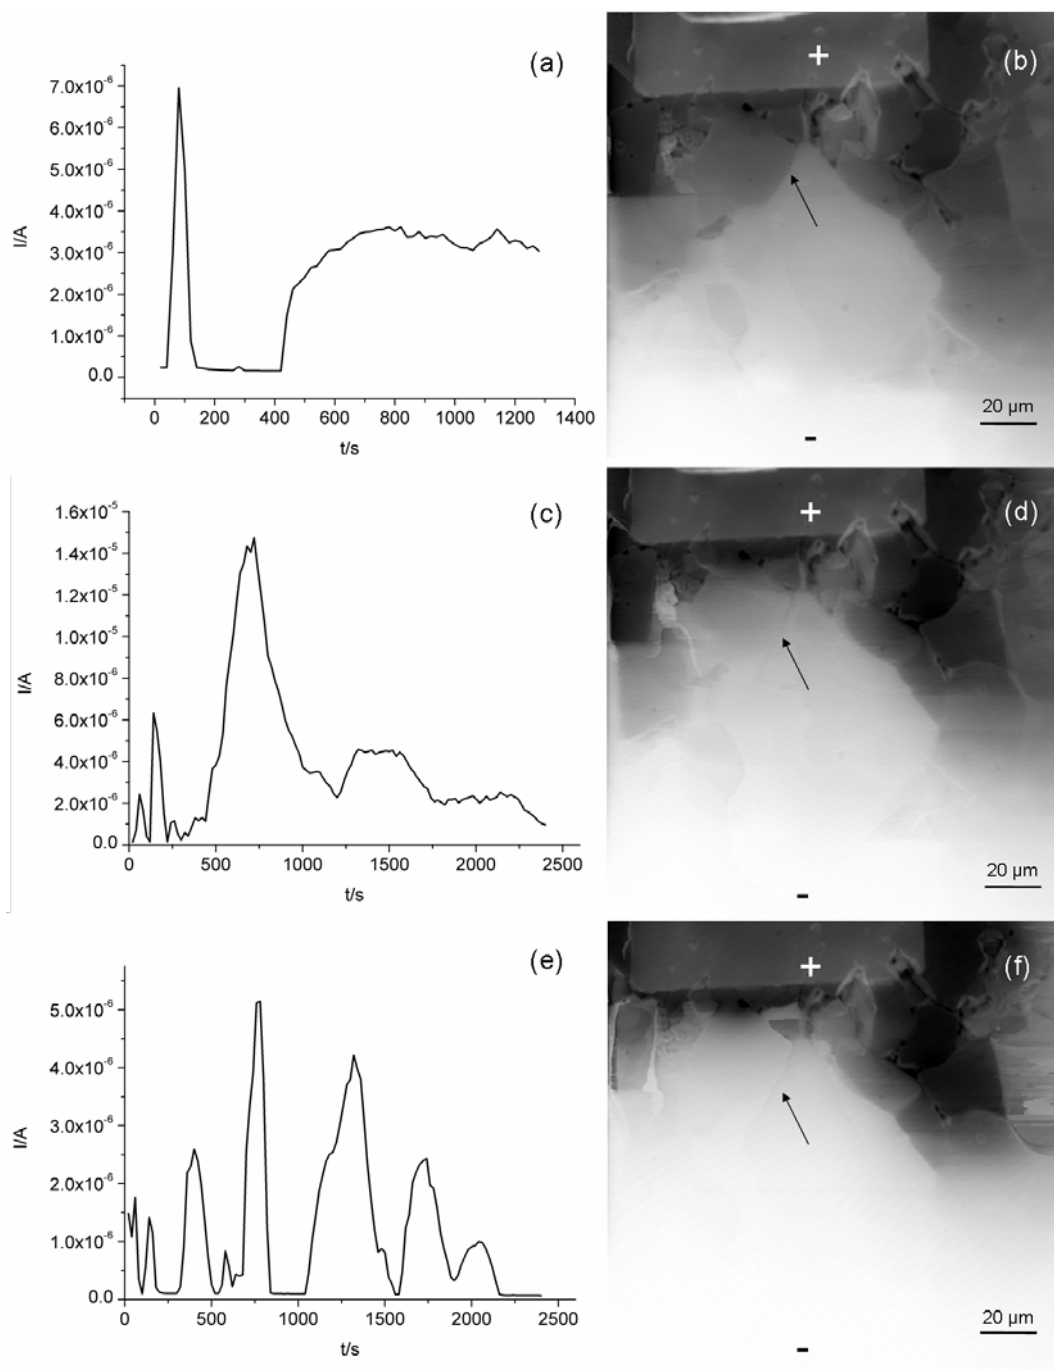 (a)
I/A
7.0x10⁻⁶
6.0x10⁻⁶
5.0x10⁻⁶
4.0x10⁻⁶
3.0x10⁻⁶
2.0x10⁻⁶
1.0x10⁻⁶
0.0
0 200 400 600 800 1000 1200 1400
t/s
+
(b)
20 µm
-
(c)
I/A
1.6x10⁻⁵
1.4x10⁻⁵
1.2x10⁻⁵
1.0x10⁻⁵
8.0x10⁻⁶
6.0x10⁻⁶
4.0x10⁻⁶
2.0x10⁻⁶
0.0
0 500 1000 1500 2000 2500
t/s
+
(d)
20 µm
-
(e)
I/A
5.0x10⁻⁶
4.0x10⁻⁶
3.0x10⁻⁶
2.0x10⁻⁶
1.0x10⁻⁶
0.0
0 500 1000 1500 2000 2500
t/s
+
(f)
20 µm
-